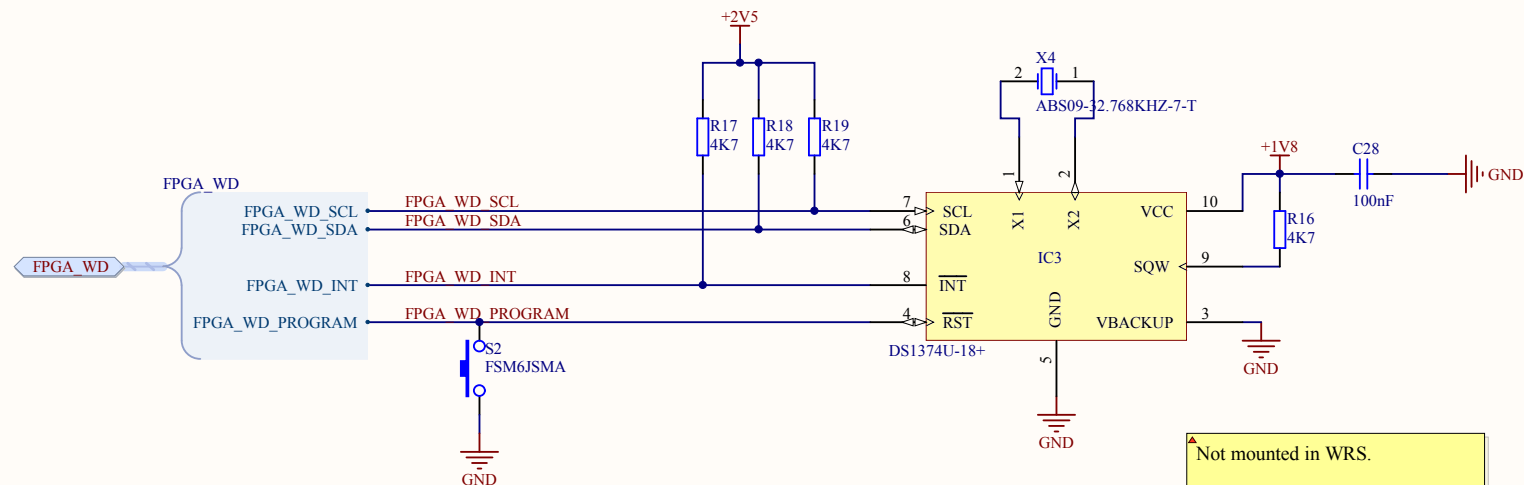 +2V5
X4
2
1
ABS09-32.768KHZ-7-T
R17
4K7
R18
4K7
R19
4K7
+1V8
C28
100nF
GND
FPGA_WD
FPGA_WD
FPGA_WD_SCL
FPGA_WD_SDA
FPGA_WD_INT
FPGA_WD_PROGRAM
FPGA_WD_SCL
FPGA_WD_SDA
FPGA_WD_INT
FPGA_WD_PROGRAM
7
6
8
4
1
2
SCL
SDA
INT
RST
X1
X2
IC3
GND
VCC
SQW
VBACKUP
10
9
3
R16
4K7
GND
DS1374U-18+
5
GND
S2
FSM6JSMA
GND
Not mounted in WRS.